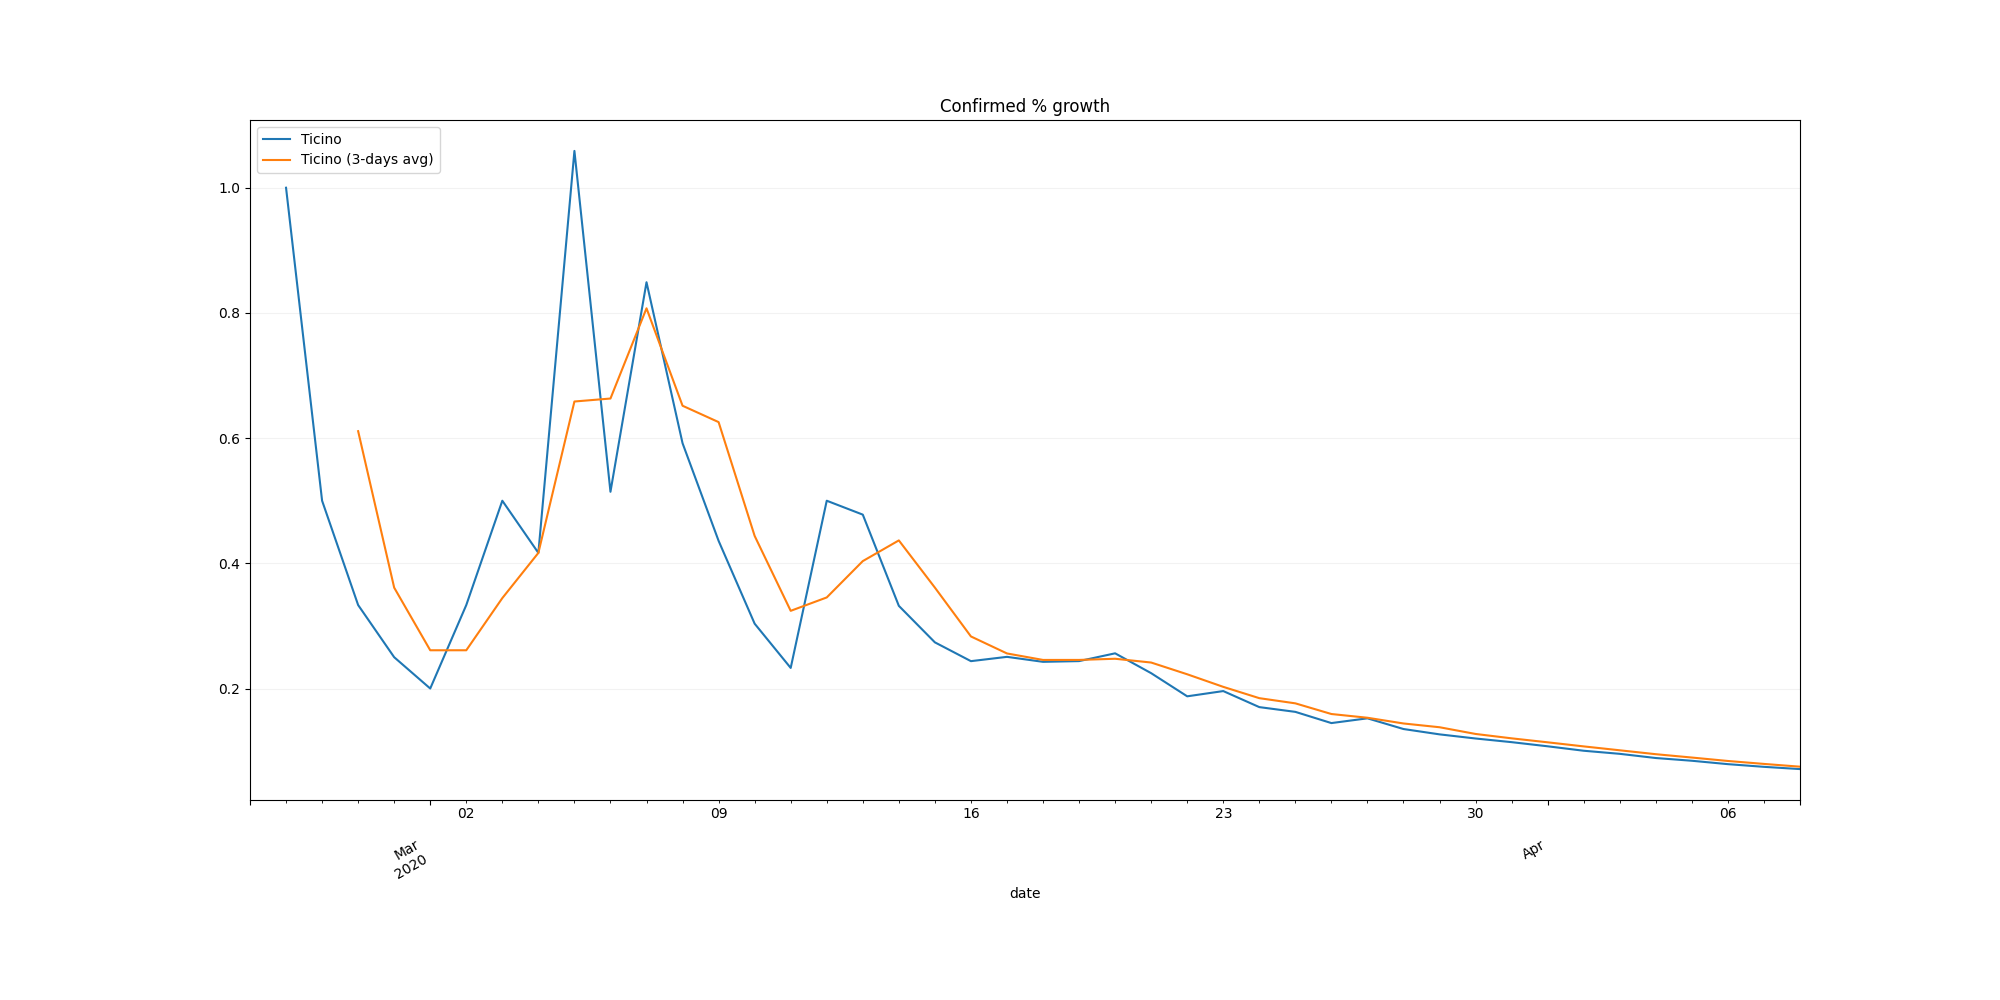 Confirmed % growth
Ticino
Ticino (3-days avg)
1.0
0.8
0.6
0.4
0.2
02
09
16
23
30
06
Mar
2020
Apr
date